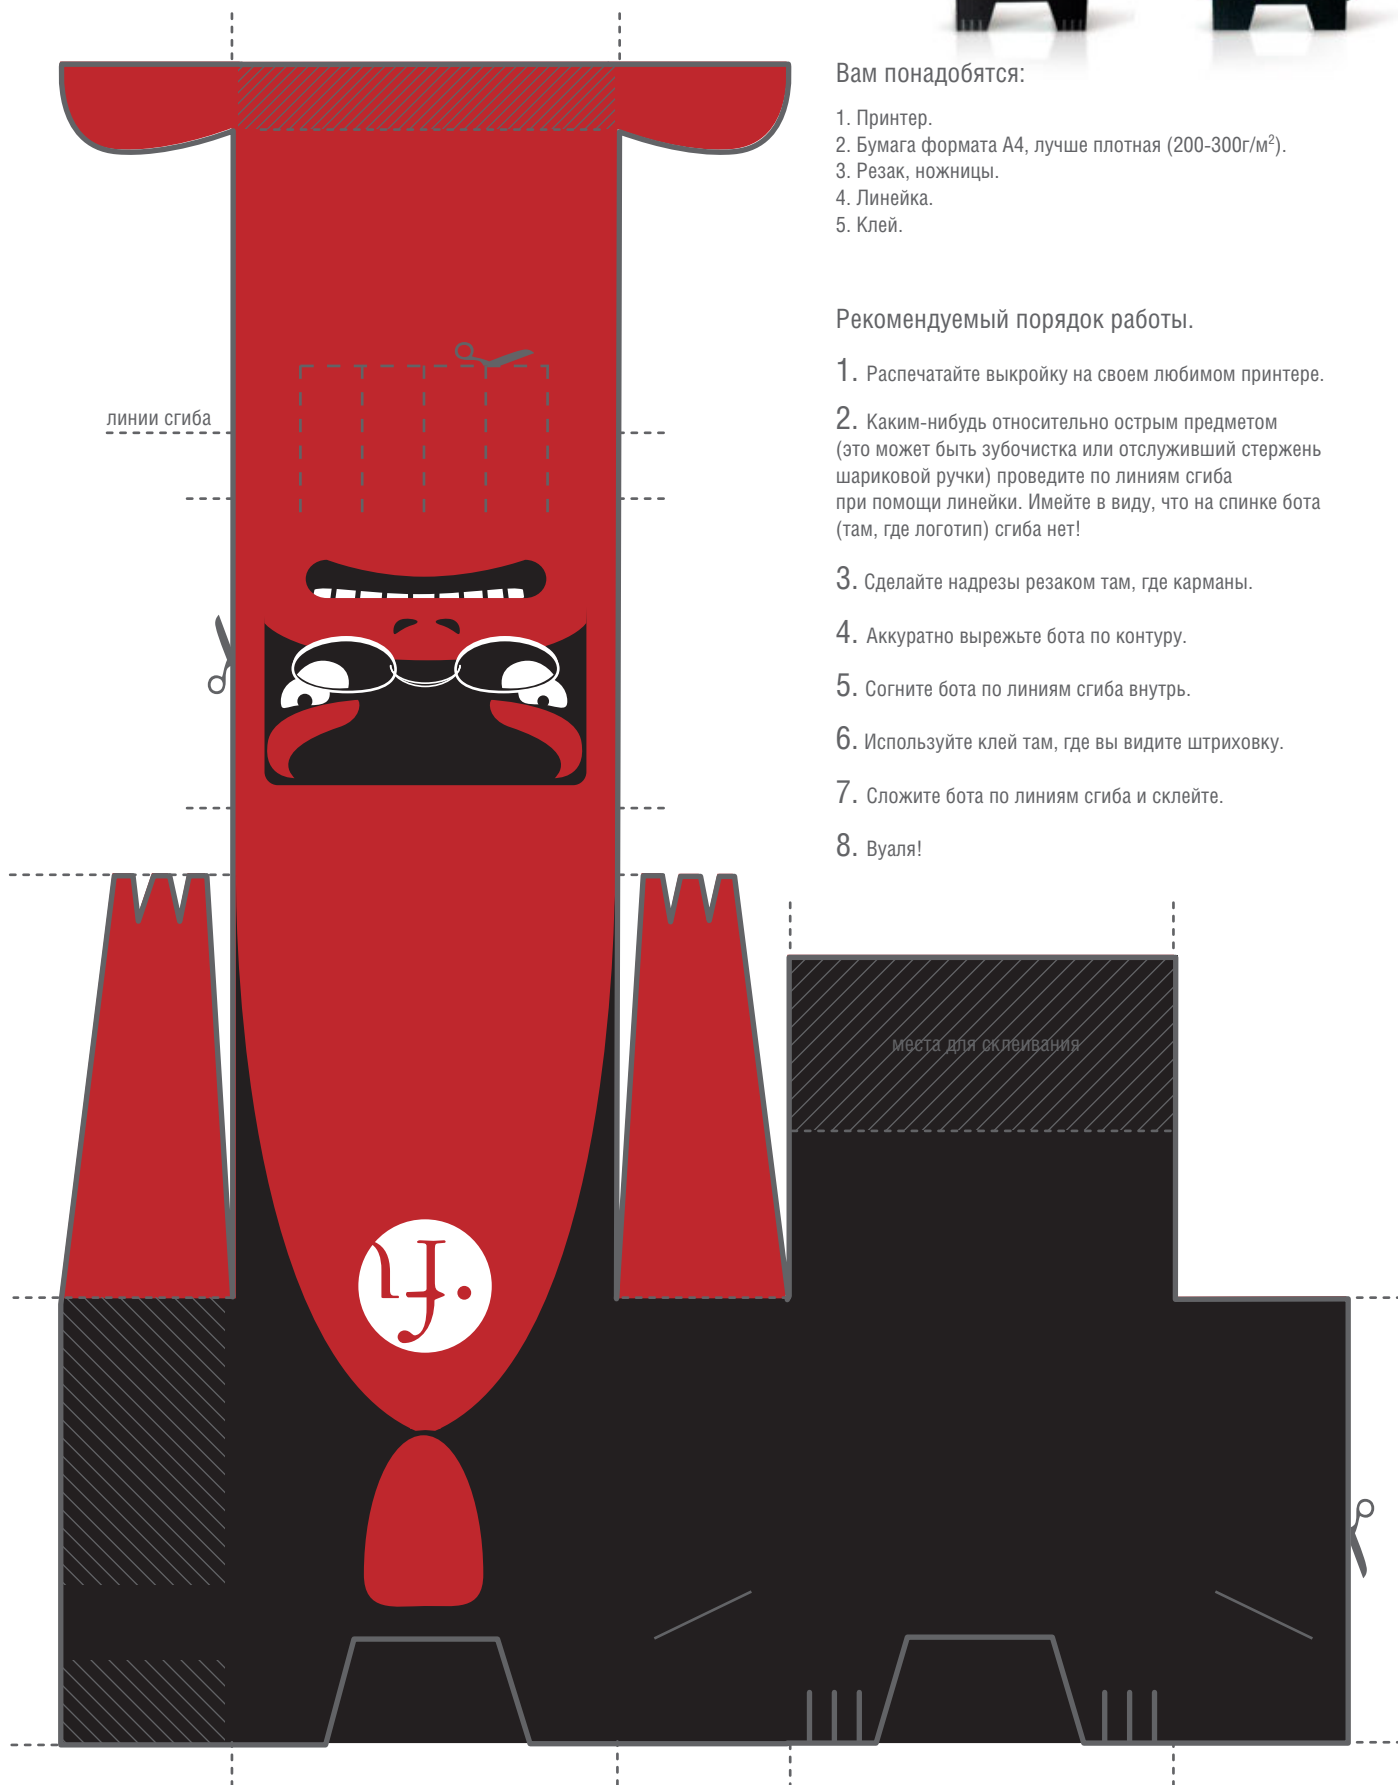 Вам понадобятся:
1. Принтер.
2. Бумага формата А4, лучше плотная (200-300г/м²).
3. Резак, ножницы.
4. Линейка.
5. Клей.
Рекомендуемый порядок работы.
1. Распечатайте выкройку на своем любимом принтере.
2. Каким-нибудь относительно острым предметом
(это может быть зубочистка или отслуживший стержень
шариковой ручки) проведите по линиям сгиба
при помощи линейки. Имейте в виду, что на спинке бота
(там, где логотип) сгиба нет!
3. Сделайте надрезы резаком там, где карманы.
4. Аккуратно вырежьте бота по контуру.
5. Согните бота по линиям сгиба внутрь.
6. Используйте клей там, где вы видите штриховку.
7. Сложите бота по линиям сгиба и склейте.
8. Вуаля!
линии сгиба
места для склеивания